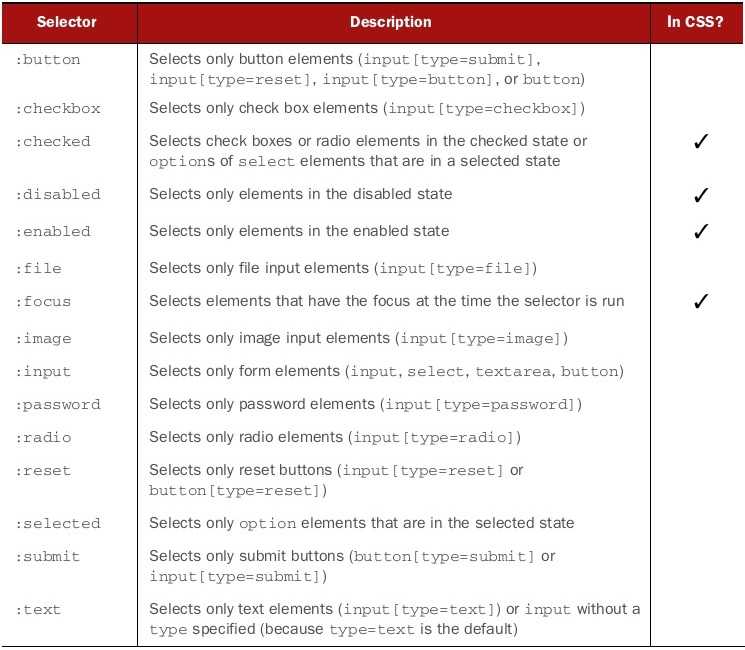 Selector Description In CSS?
:button Selects only button elements (input[type=submit],
input[type=reset], input[type=button], or button)
:checkbox Selects only check box elements (input[type=checkbox])
:checked Selects check boxes or radio elements in the checked state or ✓
options of select elements that are in a selected state
:disabled Selects only elements in the disabled state ✓
:enabled Selects only elements in the enabled state ✓
:file Selects only file input elements (input[type=file])
:focus Selects elements that have the focus at the time the selector is run ✓
:image Selects only image input elements (input[type=image])
:input Selects only form elements (input, select, textarea, button)
:password Selects only password elements (input[type=password])
:radio Selects only radio elements (input[type=radio])
:reset Selects only reset buttons (input[type=reset] or
button[type=reset])
:selected Selects only option elements that are in the selected state
:submit Selects only submit buttons (button[type=submit] or
input[type=submit])
:text Selects only text elements (input[type=text]) or input without a
type specified (because type=text is the default)